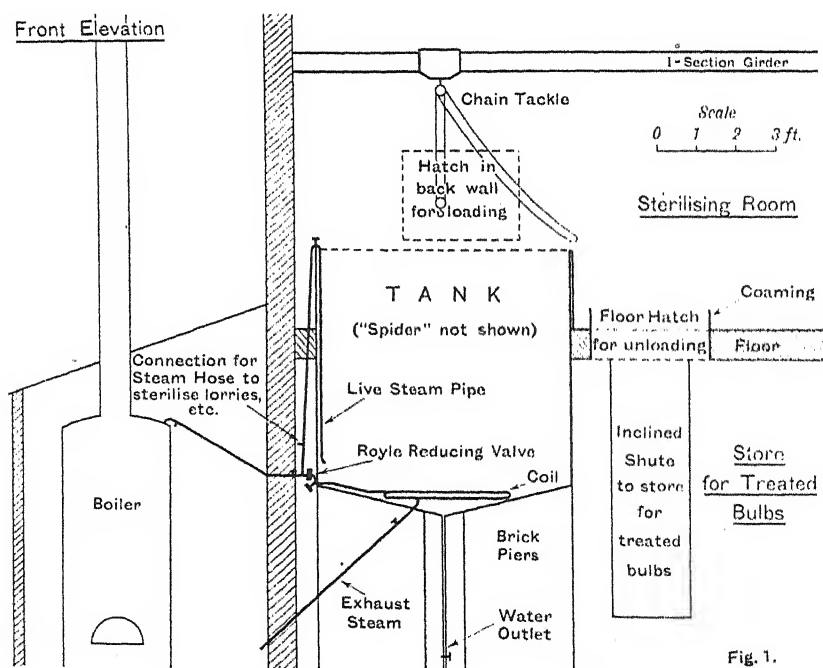 Front Elevation
I-Section Girder
Chain Tackle
Scale
0 1 2 3 ft.
Hatch in
back wall
for loading
Sterilising Room
TANK
("Spider" not shown)
Coaming
Floor Hatch
for unloading
Floor
Connection for
Steam Hose to
sterilise lorries,
etc.
Live Steam Pipe
Royle Reducing Valve
Coil
Boiler
Inclined
Shute
to store
for
treated
bulbs
Store
for Treated
Bulbs
Brick
Piers
Exhaust
Steam
Water
Outlet
Fig. 1.